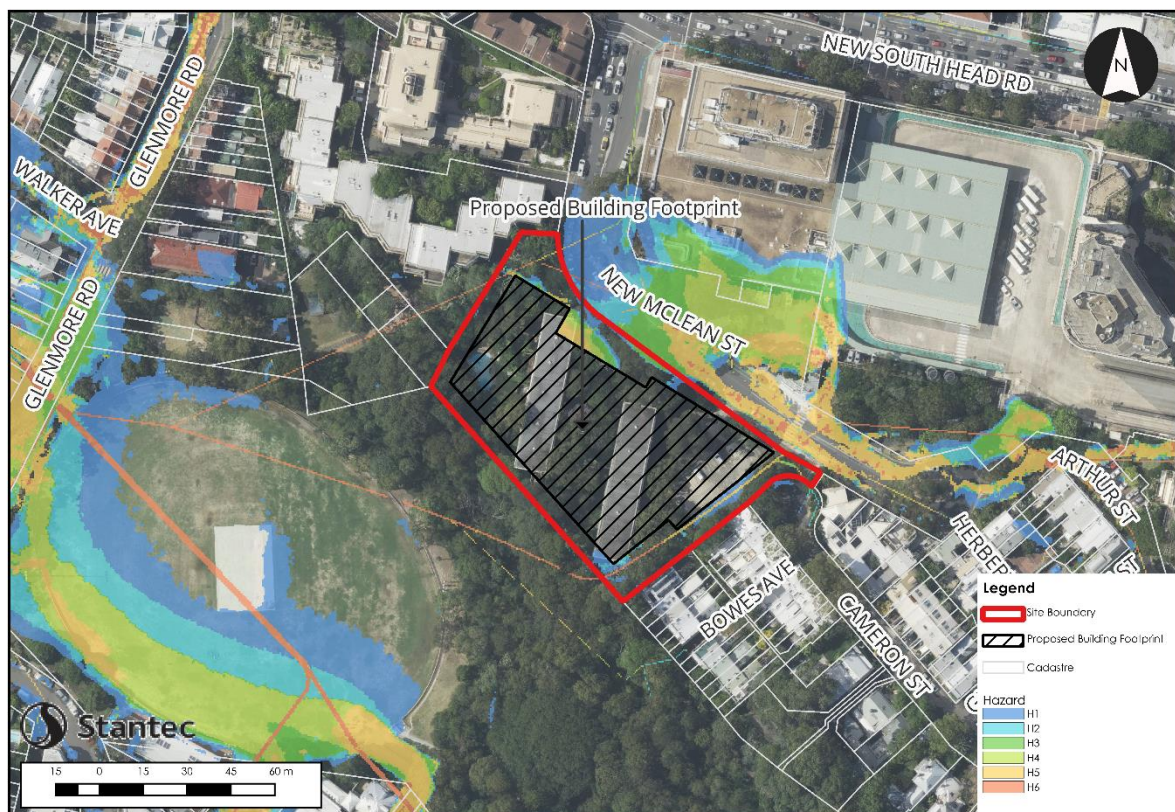 NEW SOUTH HEAD RD
N
GLENMORE RD
WALKER AVE
Proposed Building Footprint
NEW MCLEAN ST
GLENMORE RD
ARTHUR ST
BOWES AVE
CAMERON ST
Legend
Site Boundary
Proposed Building Footprint
Cadastre
Hazard
H1
H2
H3
H4
H5
H6
Stantec
15 0 15 30 45 60 m